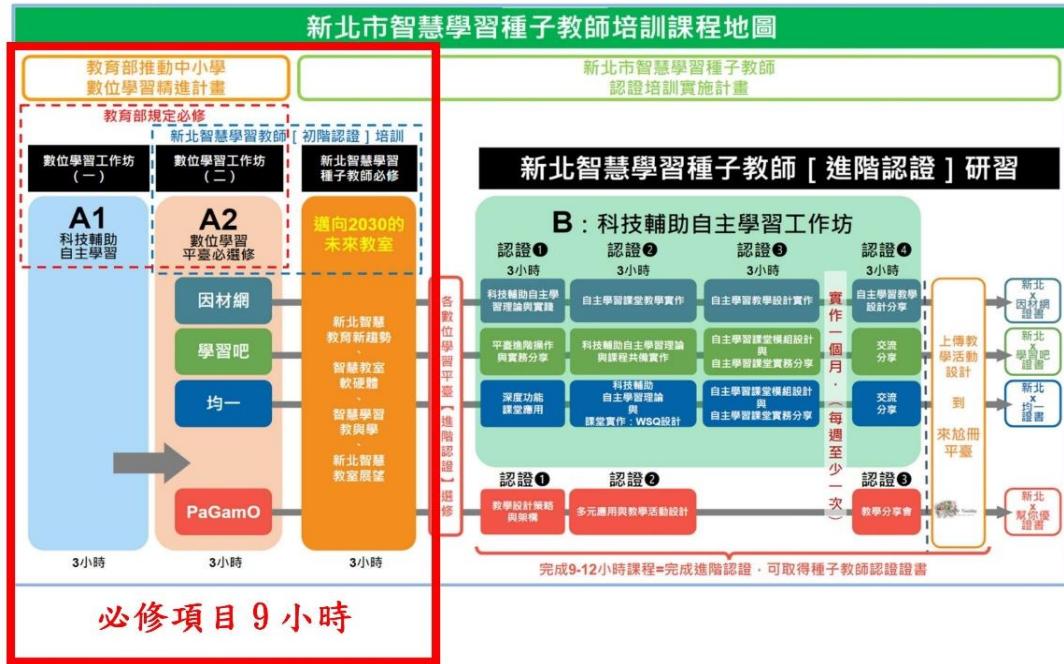 新北市智慧學習種子教師培訓課程地圖
教育部推動中小學
數位學習精進計畫
新北市智慧學習種子教師
認證培訓實施計畫
教育部規定必修
新北智慧學習教師[初階認證]培訓
數位學習工作坊
(一)
數位學習工作坊
(二)
新北智慧學習
種子教師必修
新北智慧學習種子教師[進階認證]研習
A1
科技輔助
自主學習
A2
數位學習
平臺必選修
邁向2030的
未來教室
因材網
學習吧
均一
PaGamO
新北智慧
教育新趨勢
、
智慧教室
軟硬體
、
智慧學習
教與學
、
新北智慧
教室展望
3小時
3小時
3小時
必修項目9小時
各數位學習平臺【進階認證】選修
B:科技輔助自主學習工作坊
認證❶
3小時
認證❷
3小時
認證❸
3小時
認證❹
3小時
科技輔助自主學
習理論與實踐
自主學習課堂教學實作
自主學習教學設計實作
自主學習教學
設計分享
平臺進階操作
與實務分享
科技輔助自主學習理論
與課程共備實作
自主學習課堂模組設計
與
自主學習課堂實務分享
交流
分享
深度功能
課堂應用
科技輔助
自主學習理論
與
課堂實作:WSQ設計
自主學習課堂模組設計
與
自主學習課堂實務分享
交流
分享
實作一個月.(每週至少一次)
認證❶
認證❷
認證❸
教學設計策略
與架構
多元應用與教學活動設計
教學分享會
上傳教
學活動
設計
到
來尬冊
平臺
新北
x
因材網
證書
新北
x
學習吧
證書
新北
x
均一
證書
新北
x
幫你優
證書
完成9-12小時課程=完成進階認證.可取得種子教師認證證書